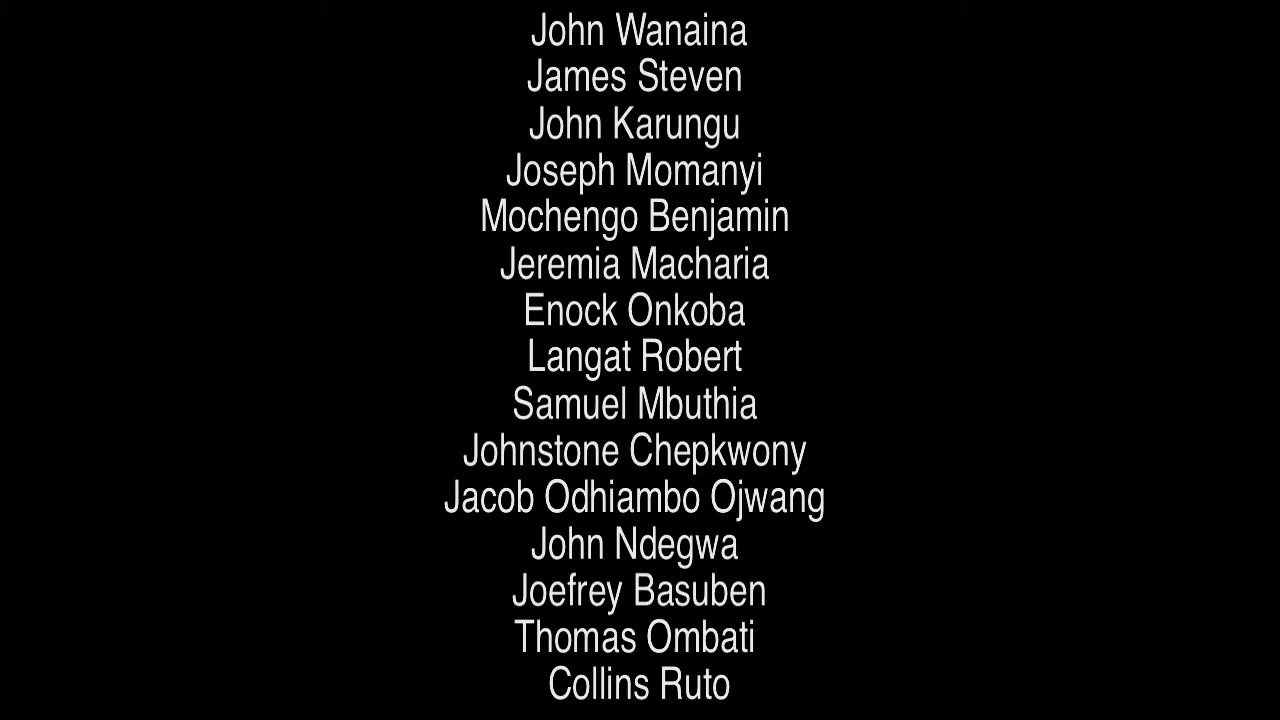 John Wanaina
James Steven
John Karungu
Joseph Momanyi
Mochengo Benjamin
Jeremia Macharia
Enock Onkoba
Langat Robert
Samuel Mbuthia
Johnstone Chepkwony
Jacob Odhiambo Ojwang
John Ndegwa
Joefrey Basuben
Thomas Ombati
Collins Ruto